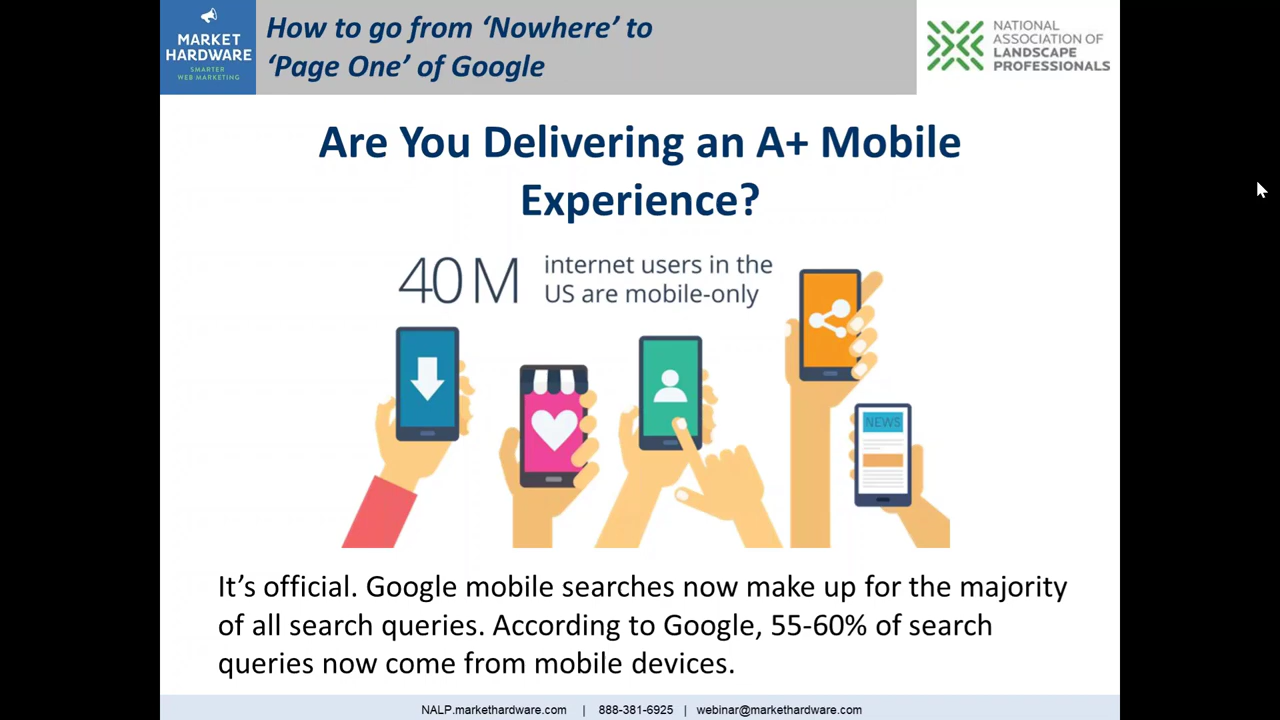 MARKET
HARDWARE
SMARTER
WEB MARKETING
How to go from ‘Nowhere’ to
‘Page One’ of Google
NATIONAL
ASSOCIATION OF
LANDSCAPE
PROFESSIONALS
Are You Delivering an A+ Mobile
Experience?
40M
internet users in the
US are mobile-only
NEWS
It’s official. Google mobile searches now make up for the majority
of all search queries. According to Google, 55-60% of search
queries now come from mobile devices.
NALP.markethardware.com | 888-381-6925 | webinar@markethardware.com